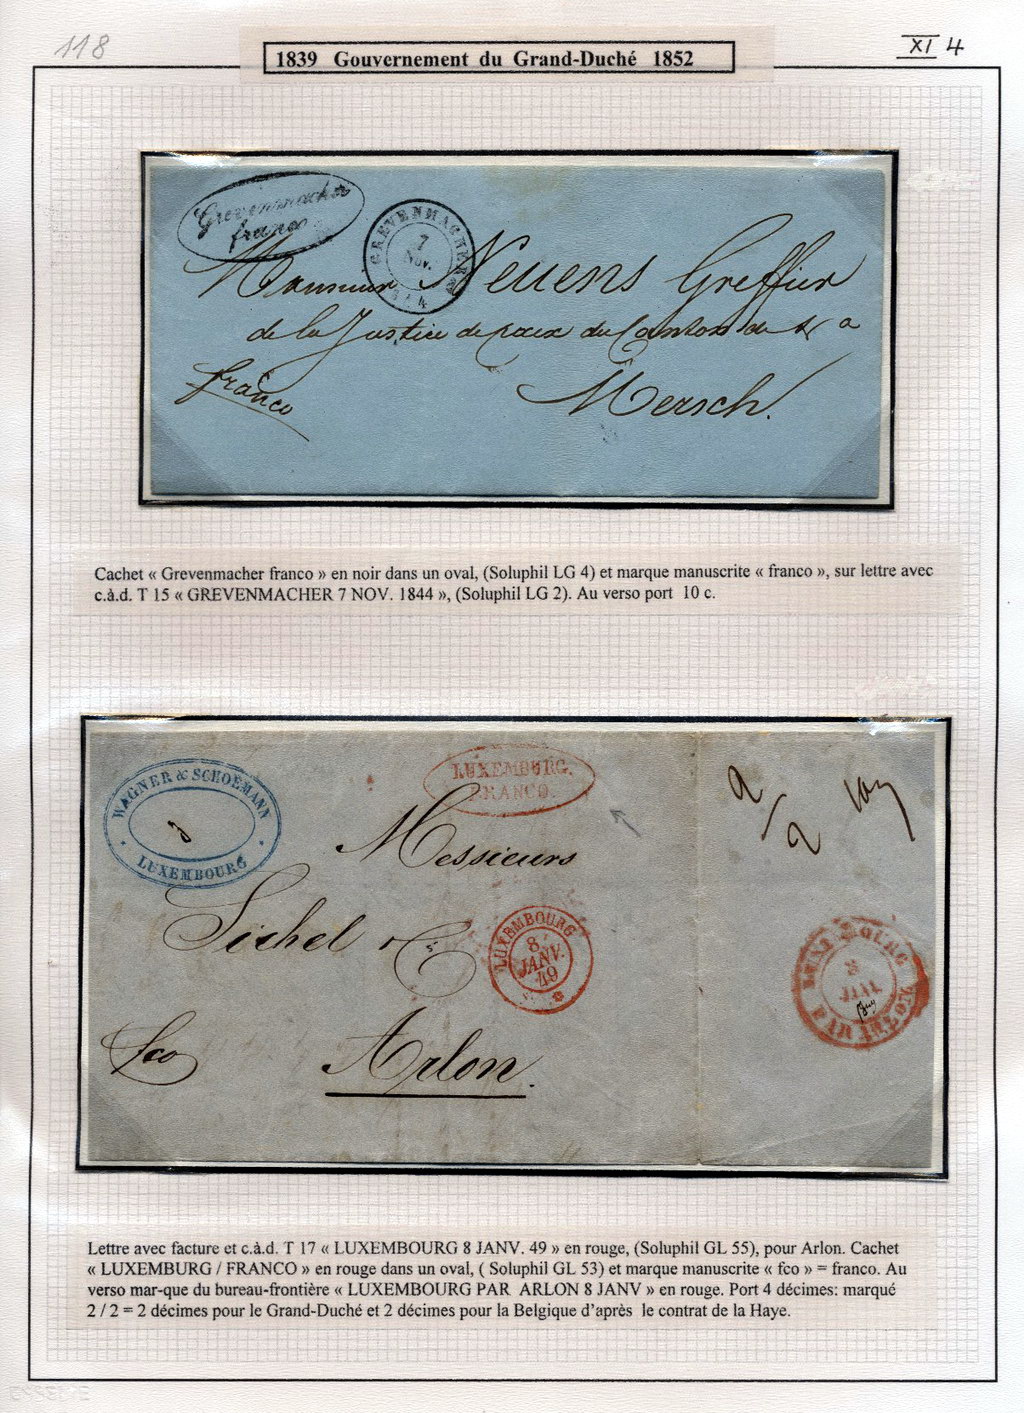 118
1839 Gouvernement du Grand-Duché 1852
XI 4
Grevenmacher
franco
GREVENMACHER
7
Nov.
Monsieur Neuens Greffier
de la Justice de paix du Canton de & a
franco
Mersch.
Cachet « Grevenmacher franco » en noir dans un oval, (Soluphil LG 4) et marque manuscrite « franco », sur lettre avec
c.à.d. T 15 « GREVENMACHER 7 NOV. 1844 », (Soluphil LG 2). Au verso port 10 c.
WAGNER & SCHOEMANN
LUXEMBOURG
LUXEMBURG.
FRANCO.
2/2
Messieurs
Sichel & C
LUXEMBOURG
8
JANV.
49
fco
Arlon.
LUXEMBOURG
8
JANV
PAR ARLON
Lettre avec facture et c.à.d. T 17 « LUXEMBOURG 8 JANV. 49 » en rouge, (Soluphil GL 55), pour Arlon. Cachet
« LUXEMBURG / FRANCO » en rouge dans un oval, ( Soluphil GL 53) et marque manuscrite « fco » = franco. Au
verso mar-que du bureau-frontière « LUXEMBOURG PAR ARLON 8 JANV » en rouge. Port 4 décimes: marqué
2 / 2 = 2 décimes pour le Grand-Duché et 2 décimes pour la Belgique d'après le contrat de la Haye.